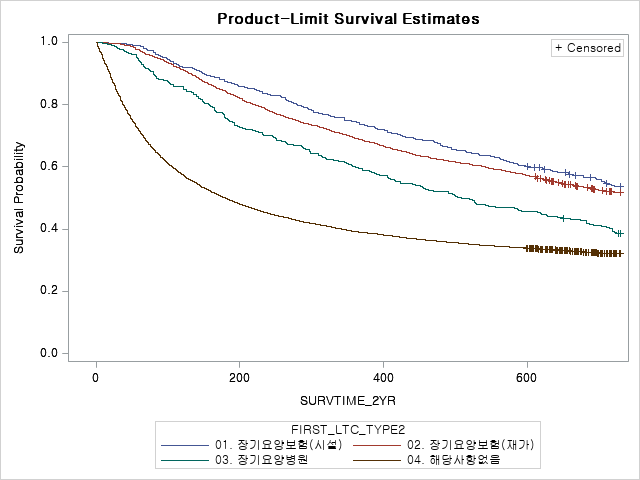 Product-Limit Survival Estimates
+ Censored
1.0
0.8
0.6
0.4
0.2
0.0
Survival Probability
0 200 400 600
SURVTIME_2YR
FIRST_LTC_TYPE2
01. 장기요양보험(시설) 02. 장기요양보험(재가)
03. 장기요양병원 04. 해당사항없음